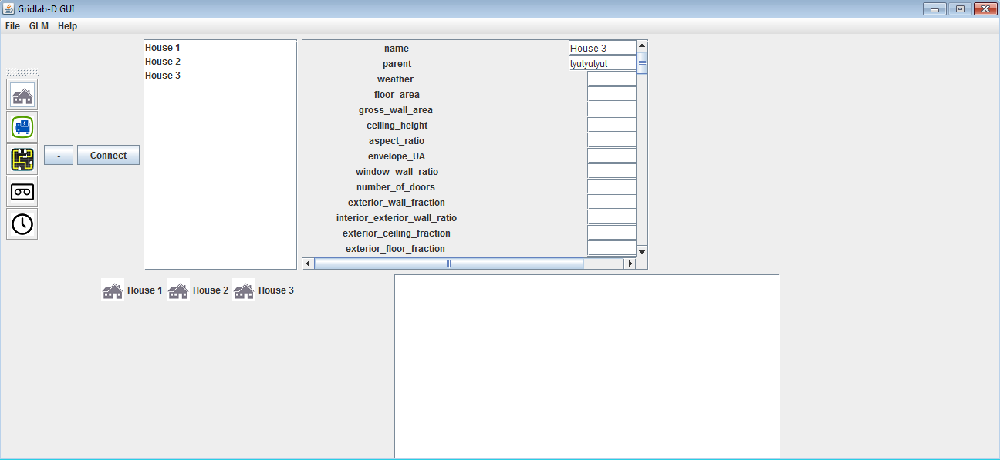 Gridlab-D GUI
File GLM Help
House 1
House 2
House 3
- Connect
name House 3
parent tyutyutyut
weather
floor_area
gross_wall_area
ceiling_height
aspect_ratio
envelope_UA
window_wall_ratio
number_of_doors
exterior_wall_fraction
interior_exterior_wall_ratio
exterior_ceiling_fraction
exterior_floor_fraction
House 1 House 2 House 3